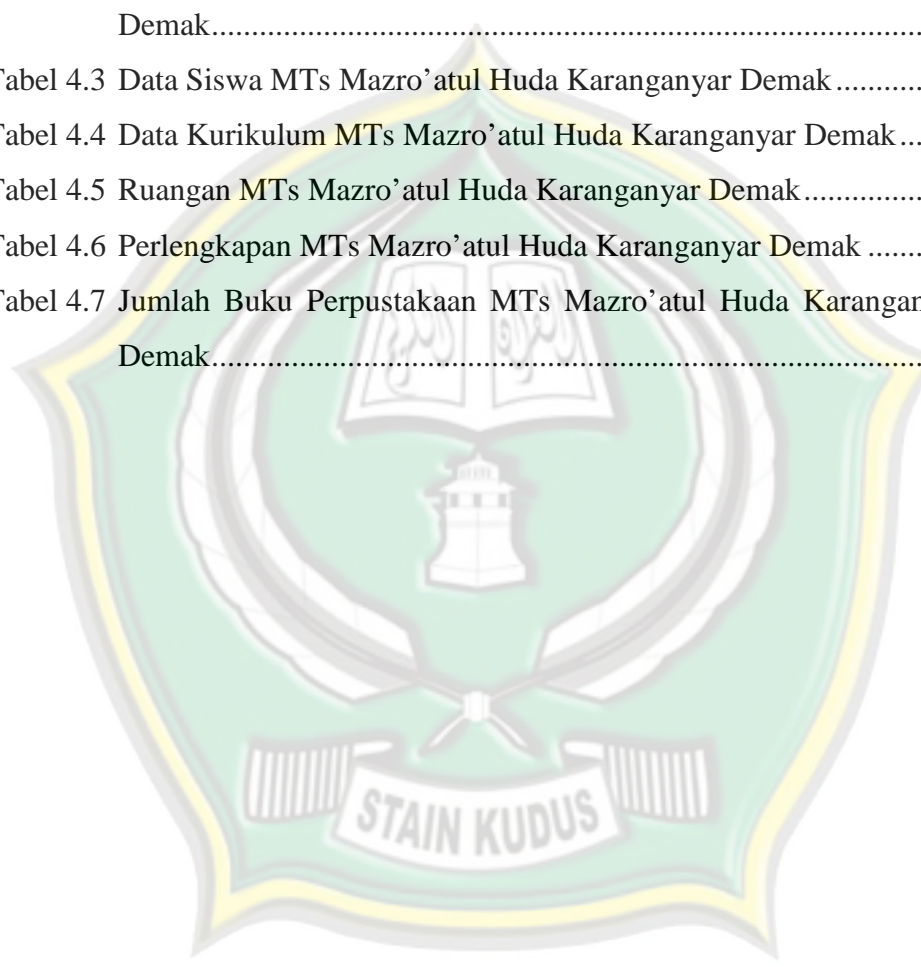 Demak
Tabel 4.3 Data Siswa MTs Mazro’atul Huda Karanganyar Demak
Tabel 4.4 Data Kurikulum MTs Mazro’atul Huda Karanganyar Demak
Tabel 4.5 Ruangan MTs Mazro’atul Huda Karanganyar Demak
Tabel 4.6 Perlengkapan MTs Mazro’atul Huda Karanganyar Demak
Tabel 4.7 Jumlah Buku Perpustakaan MTs Mazro’atul Huda Karangan
Demak
STAIN KUDUS